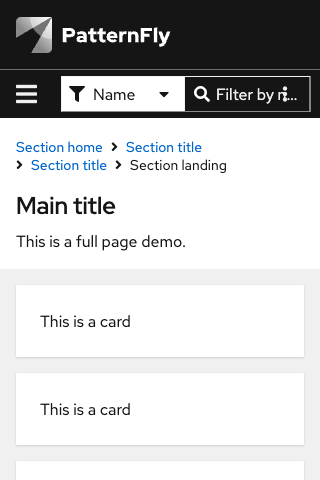 PatternFly
Name
Filter by n...
Section home
Section title
Section title
Section landing
Main title
This is a full page demo.
This is a card
This is a card